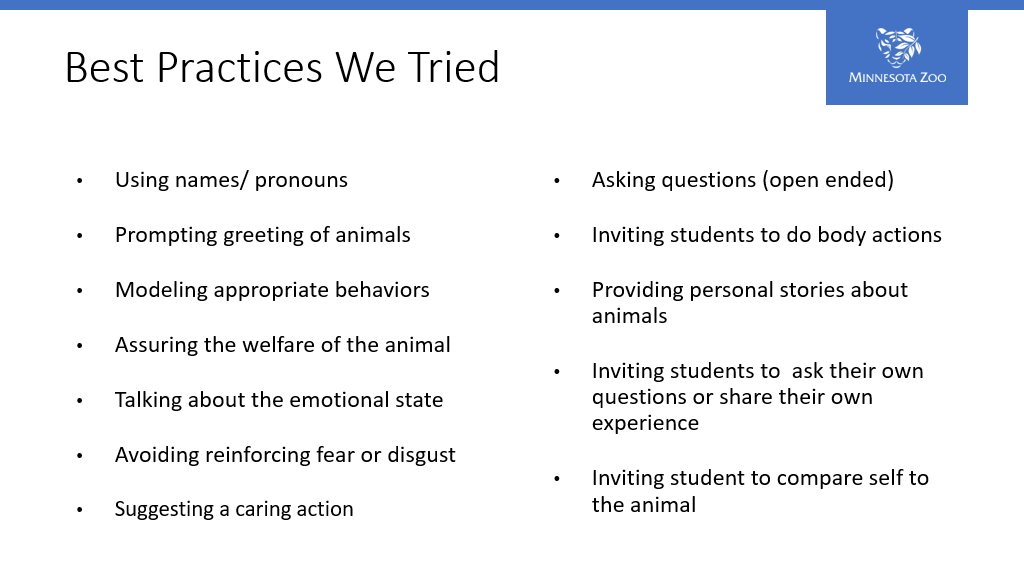 Best Practices We Tried
MINNESOTA ZOO
• Using names/ pronouns
• Prompting greeting of animals
• Modeling appropriate behaviors
• Assuring the welfare of the animal
• Talking about the emotional state
• Avoiding reinforcing fear or disgust
• Suggesting a caring action
• Asking questions (open ended)
• Inviting students to do body actions
• Providing personal stories about
animals
• Inviting students to  ask their own
questions or share their own
experience
• Inviting student to compare self to
the animal